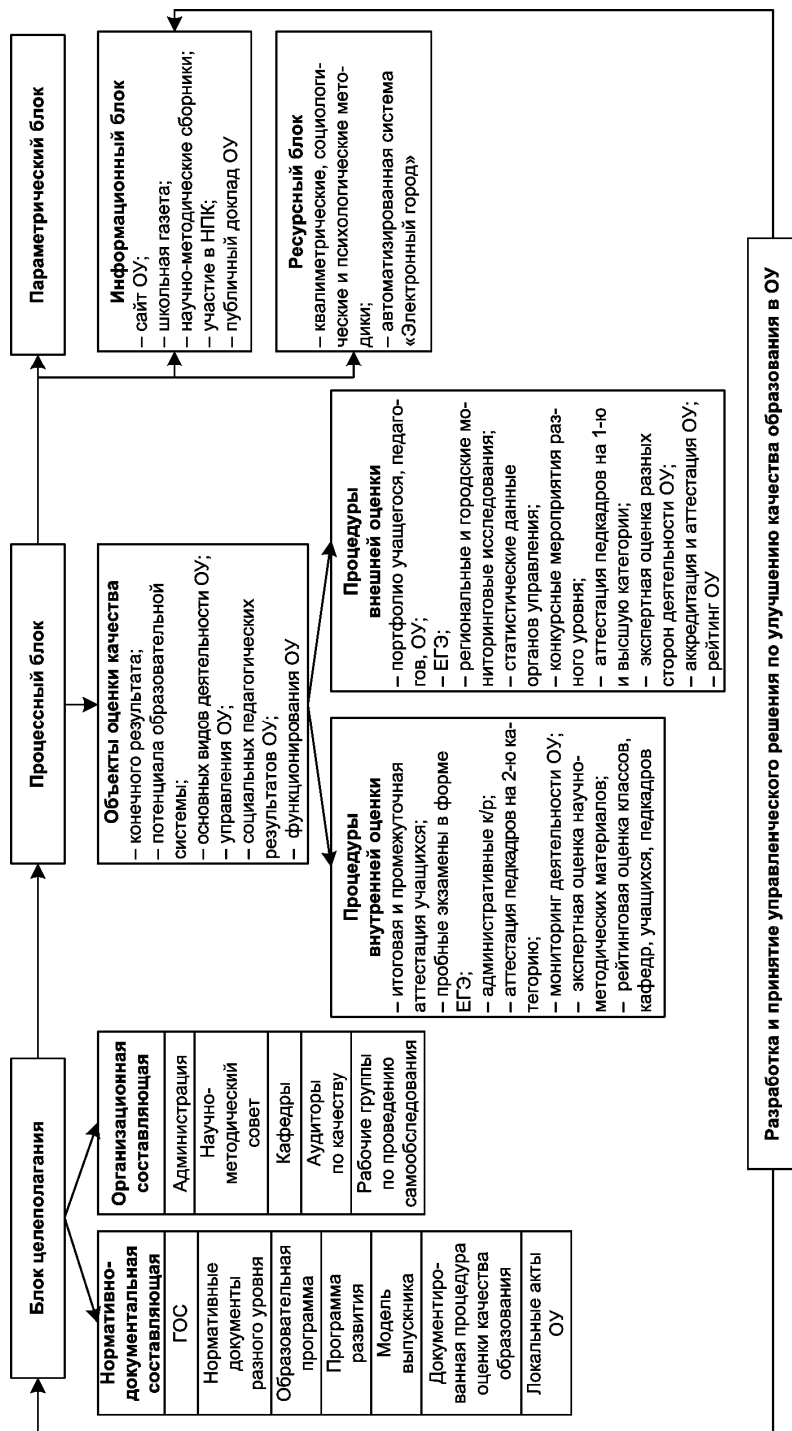 Блок целеполагания
Нормативно-
документальная
составляющая
ГОС
Нормативные
документы
разного уровня
Образовательная
программа
Программа
развития
Модель
выпускника
Документиро-
ванная процедура
оценки качества
образования
Локальные акты
ОУ
Организационная
составляющая
Администрация
Научно-
методический
совет
Кафедры
Аудиторы
по качеству
Рабочие группы
по проведению
самообследования
Процессный блок
Объекты оценки качества
– конечного результата;
– потенциала образовательной
системы;
– основных видов деятельности ОУ;
– управления ОУ;
– социальных педагогических
результатов ОУ;
– функционирования ОУ
Процедуры
внутренней оценки
– итоговая и промежуточная
аттестация учащихся;
– пробные экзамены в форме
ЕГЭ;
– административные к/р;
– аттестация педкадров на 2-ю ка-
тегорию;
– мониторинг деятельности ОУ;
– экспертная оценка научно-
методических материалов;
– рейтинговая оценка классов,
кафедр, учащихся, педкадров
Процедуры
внешней оценки
– портфолио учащегося, педаго-
гов, ОУ;
– ЕГЭ;
– региональные и городские мо-
ниторинговые исследования;
– статистические данные
органов управления;
– конкурсные мероприятия раз-
ного уровня;
– аттестация педкадров на 1-ю
и высшую категории;
– экспертная оценка разных
сторон деятельности ОУ;
– аккредитация и аттестация ОУ;
– рейтинг ОУ
Параметрический блок
Информационный блок
– сайт ОУ;
– школьная газета;
– научно-методические сборники;
– участие в НПК;
– публичный доклад ОУ
Ресурсный блок
– квалиметрические, социологи-
ческие и психологические мето-
дики;
– автоматизированная система
«Электронный город»
Разработка и принятие управленческого решения по улучшению качества образования в ОУ